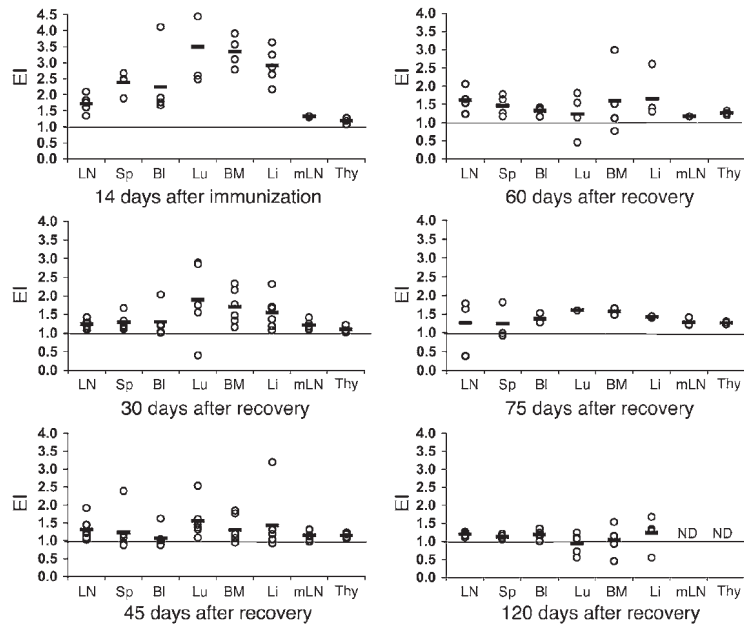 4.5
4.0
3.5
3.0
2.5
2.0
1.5
1.0
0.5
0.0
EI
LN Sp Bl Lu BM Li mLN Thy
14 days after immunization
4.0
3.5
3.0
2.5
2.0
1.5
1.0
0.5
0.0
EI
LN Sp Bl Lu BM Li mLN Thy
60 days after recovery
4.0
3.5
3.0
2.5
2.0
1.5
1.0
0.5
0.0
EI
LN Sp Bl Lu BM Li mLN Thy
30 days after recovery
4.0
3.5
3.0
2.5
2.0
1.5
1.0
0.5
0.0
EI
LN Sp Bl Lu BM Li mLN Thy
75 days after recovery
4.0
3.5
3.0
2.5
2.0
1.5
1.0
0.5
0.0
EI
LN Sp Bl Lu BM Li mLN Thy
45 days after recovery
4.0
3.5
3.0
2.5
2.0
1.5
1.0
0.5
0.0
EI
ND ND
LN Sp Bl Lu BM Li mLN Thy
120 days after recovery